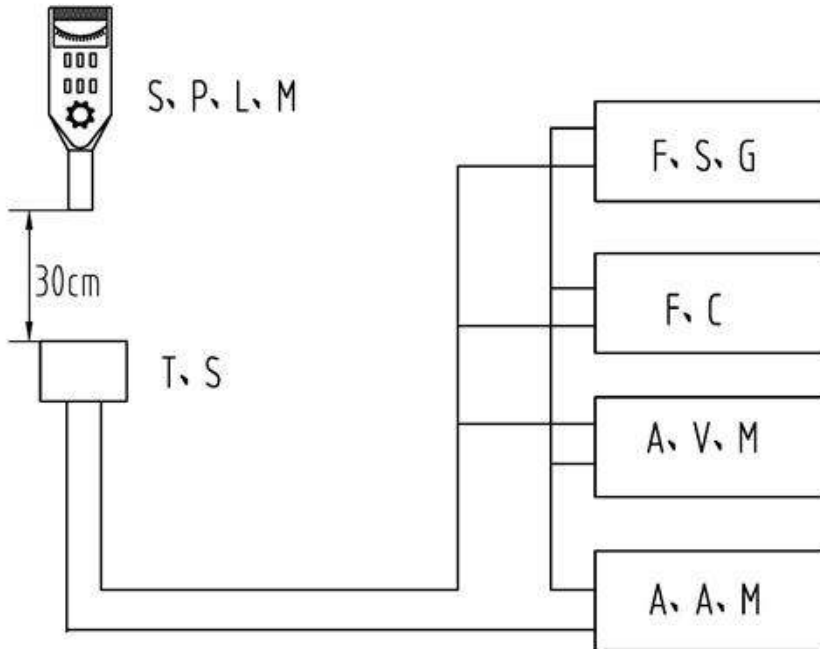 S、P、L、M
F、S、G
30cm
F、C
T、S
A、V、M
A、A、M